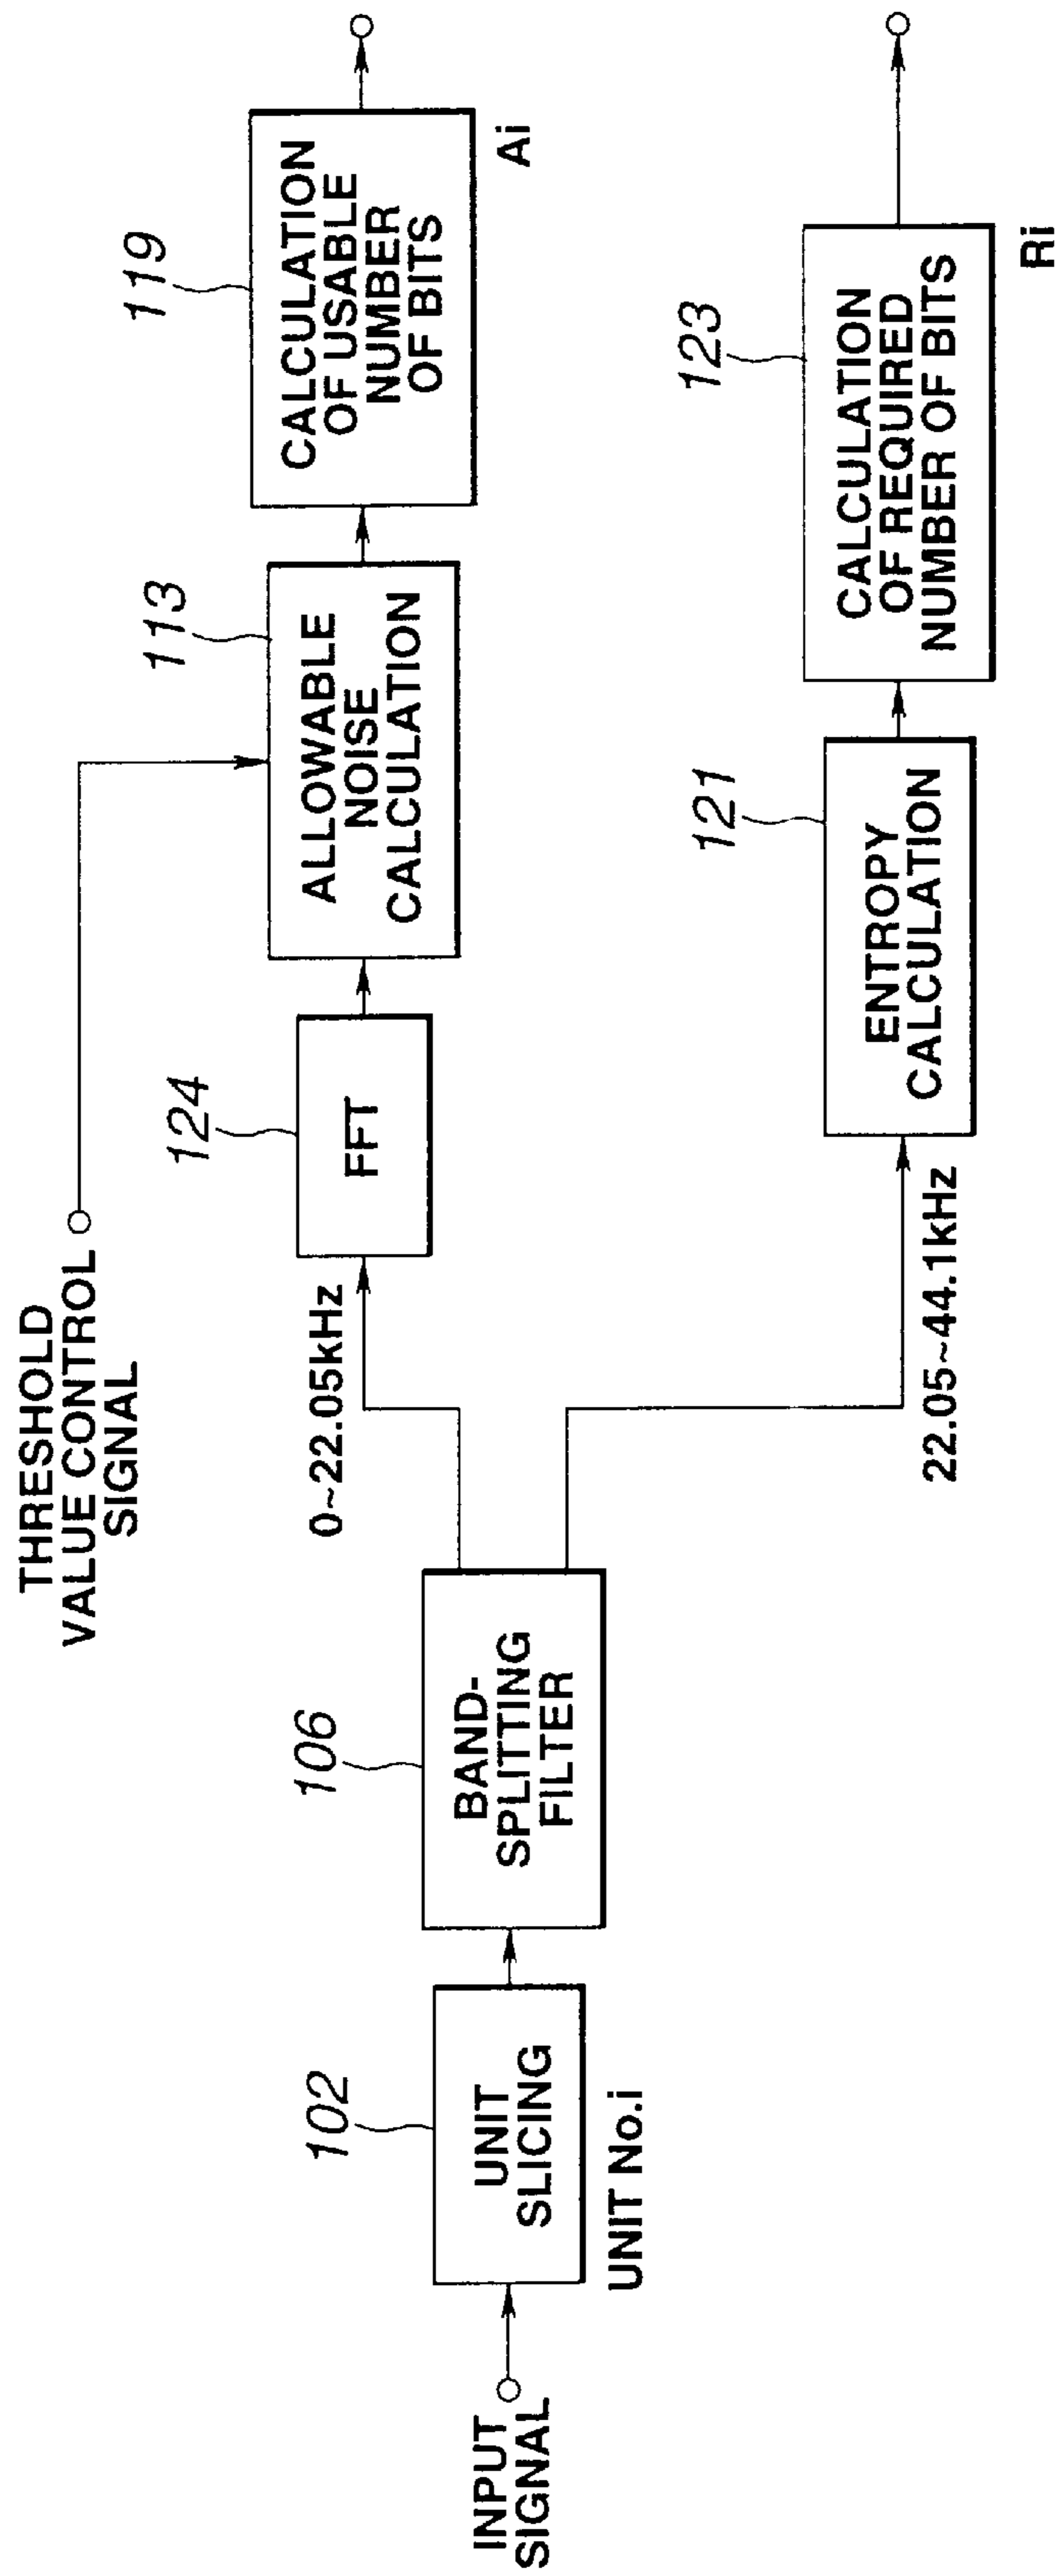 THRESHOLD
VALUE CONTROL
SIGNAL
INPUT
SIGNAL
102
UNIT
SLICING
UNIT No.i
106
BAND-
SPLITTING
FILTER
0~22.05kHz
124
FFT
113
ALLOWABLE
NOISE
CALCULATION
119
CALCULATION
OF USABLE
NUMBER
OF BITS
Ai
22.05~44.1kHz
121
ENTROPY
CALCULATION
123
CALCULATION
OF REQUIRED
NUMBER OF BITS
Ri